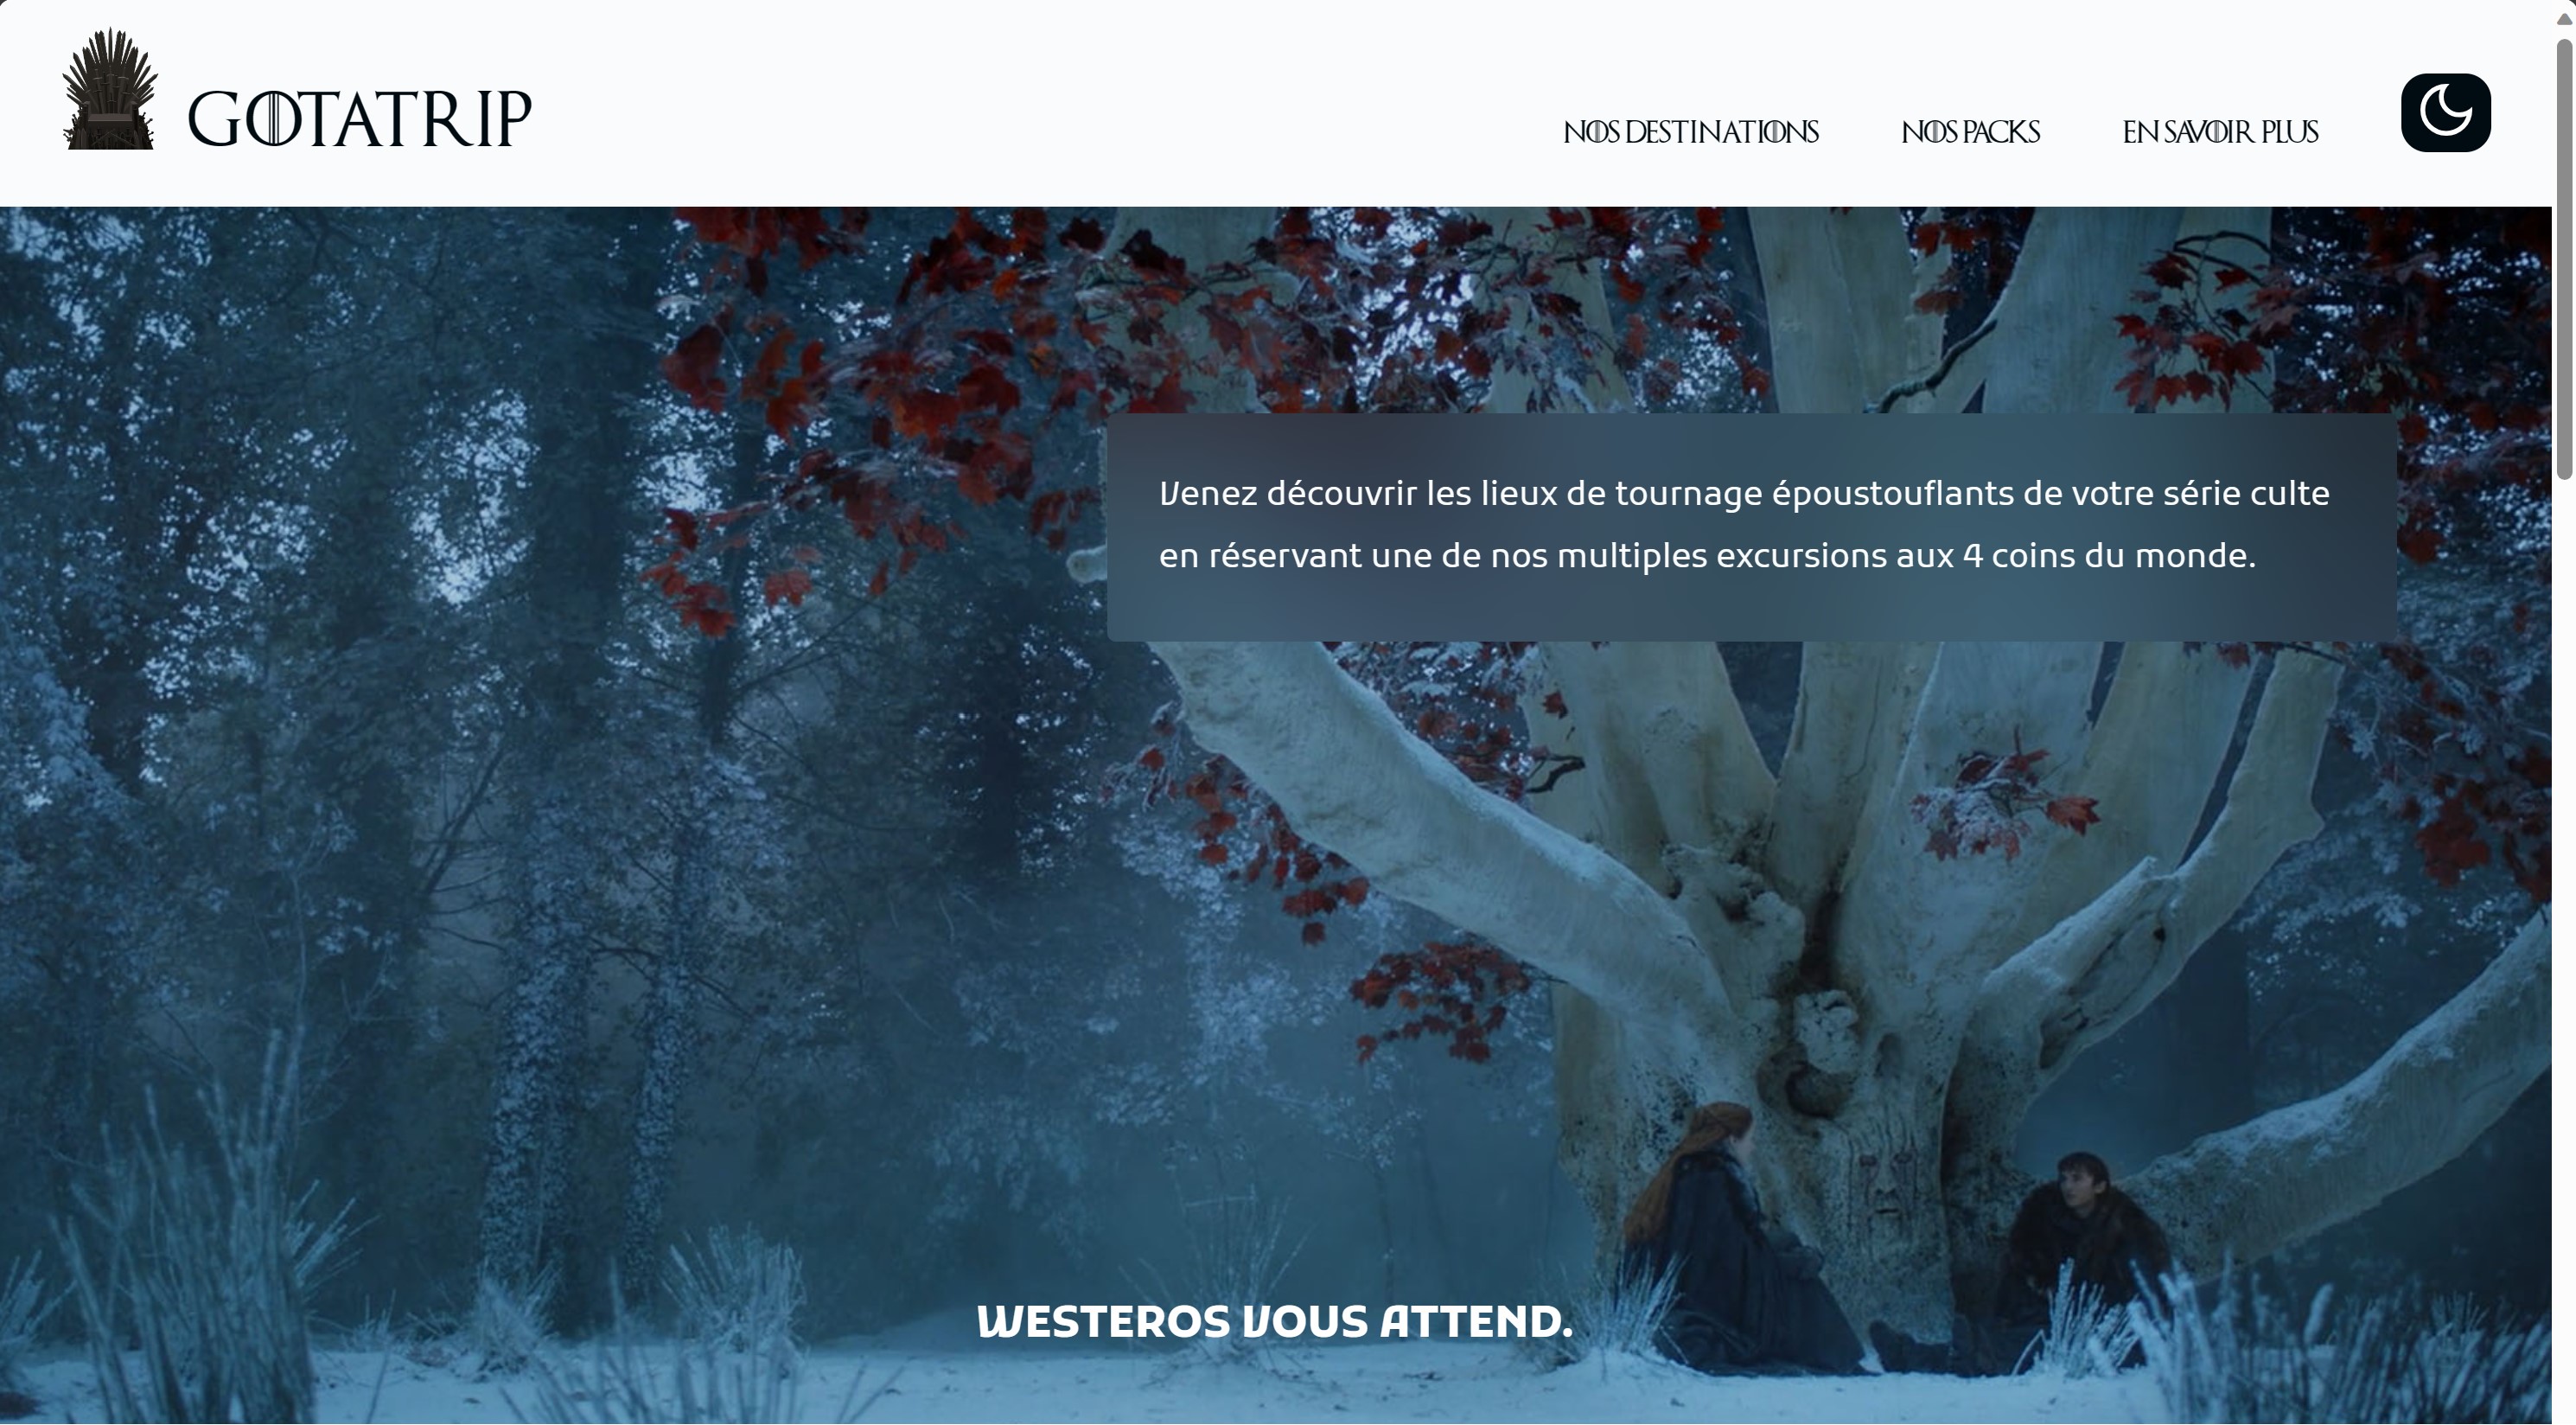 GOTATRIP
NOS DESTINATIONS
NOS PACKS
EN SAVOIR PLUS
Venez découvrir les lieux de tournage époustouflants de votre série culte
en réservant une de nos multiples excursions aux 4 coins du monde.
WESTEROS VOUS ATTEND.